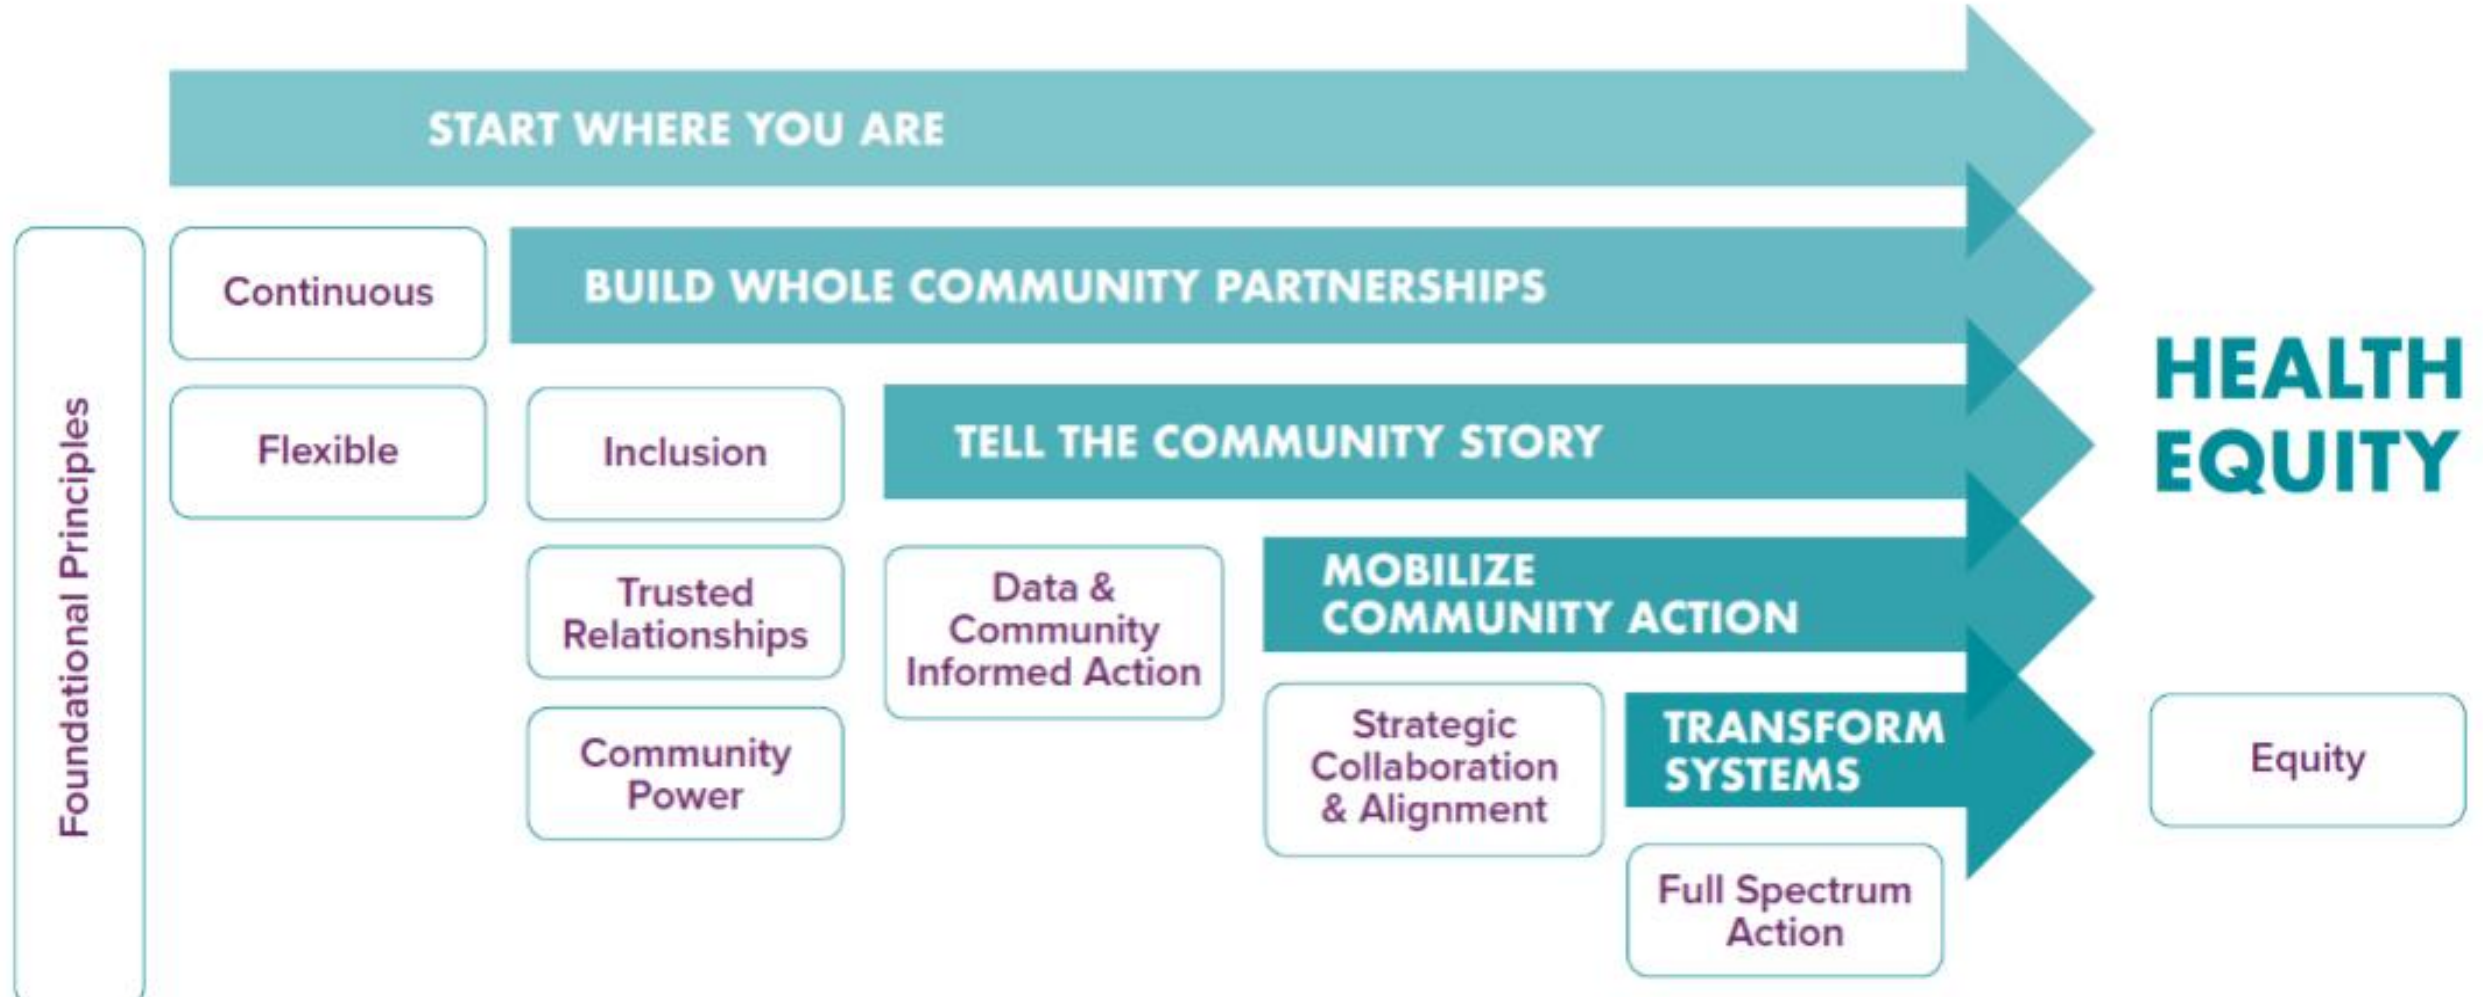 START WHERE YOU ARE
Foundational Principles
Continuous
BUILD WHOLE COMMUNITY PARTNERSHIPS
HEALTH
EQUITY
Flexible
Inclusion
TELL THE COMMUNITY STORY
Trusted
Relationships
Data &
Community
Informed Action
MOBILIZE
COMMUNITY ACTION
Community
Power
Strategic
Collaboration
& Alignment
TRANSFORM
SYSTEMS
Equity
Full Spectrum
Action